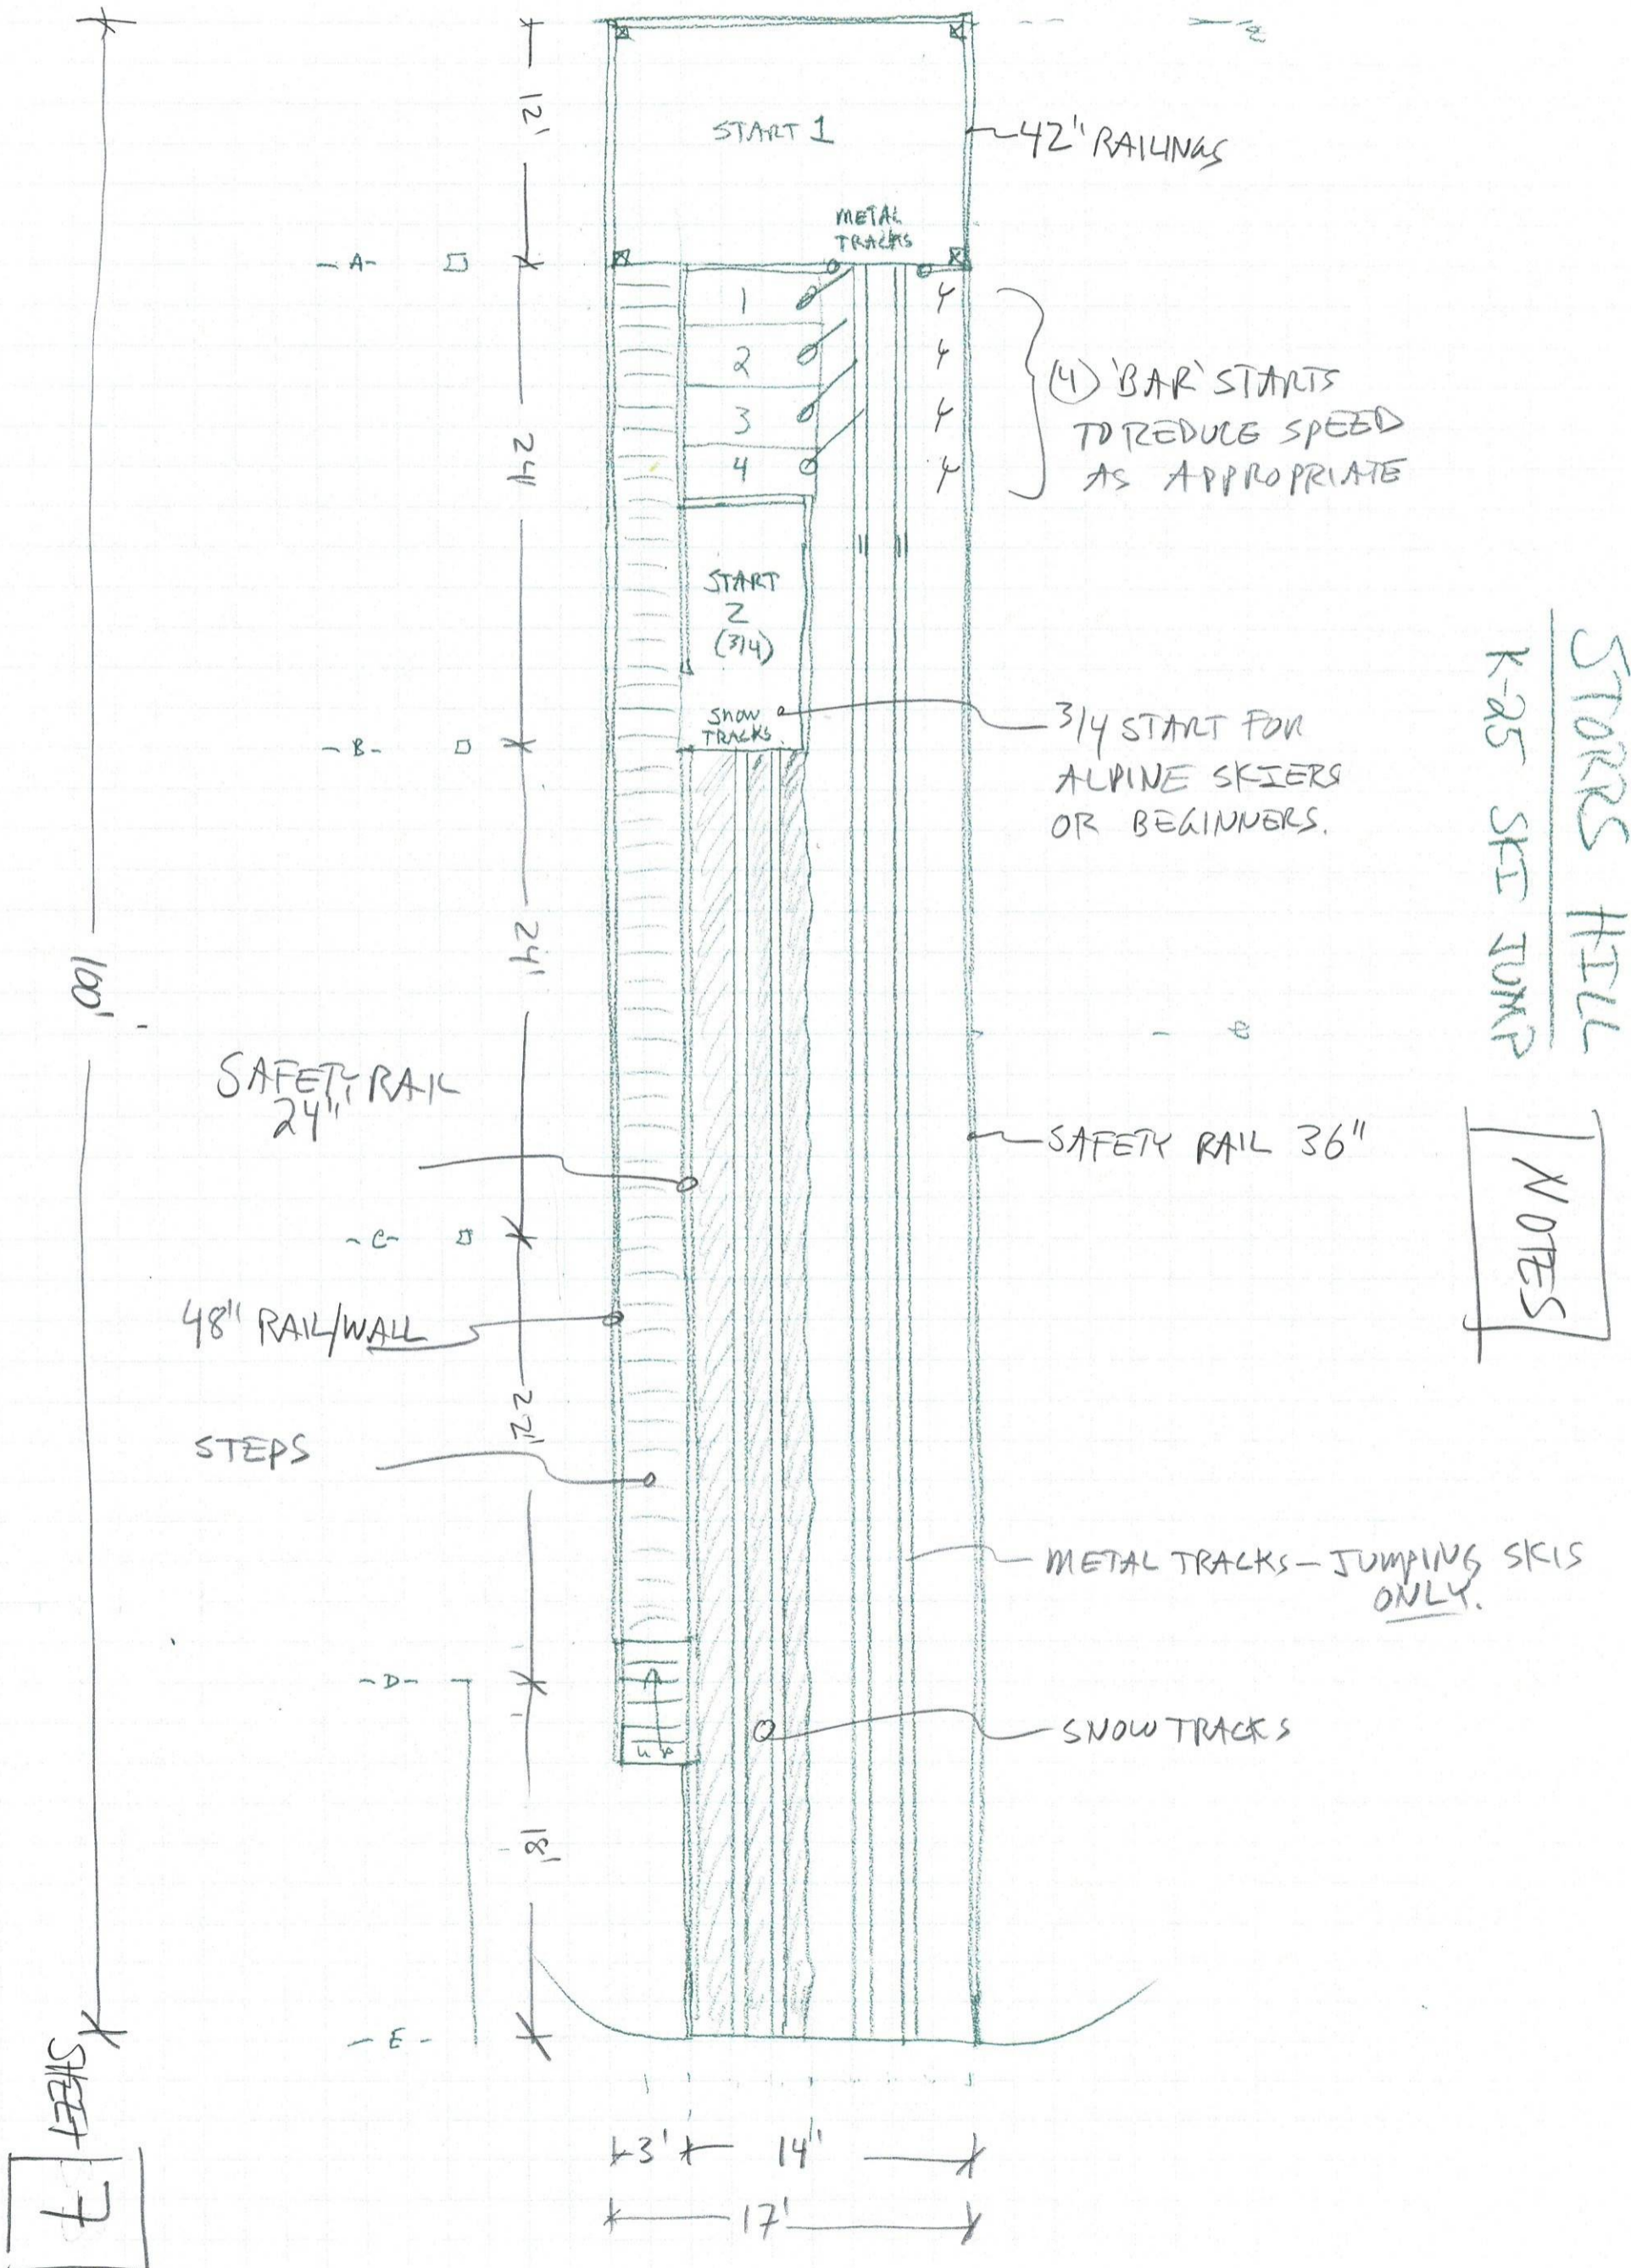 STORRS HILL
K-25 SKI JUMP
NOTES
100'
12'
24'
24'
22"
18'
START 1
42" RAILINGS
METAL
TRACKS
- A -
1
2
3
4
4
4
4
4
(4) 'BAR' STARTS
TO REDUCE SPEED
AS APPROPRIATE
START
2
(3/4)
SNOW
TRACKS
- B -
3/4 START FOR
ALPINE SKIERS
OR BEGINNERS.
SAFETY RAIL
24"
SAFETY RAIL 36"
- C -
48" RAIL/WALL
STEPS
METAL TRACKS - JUMPING SKIS
ONLY.
- D -
UP
SNOW TRACKS
- E -
3' 14"
17'
SHEET
7